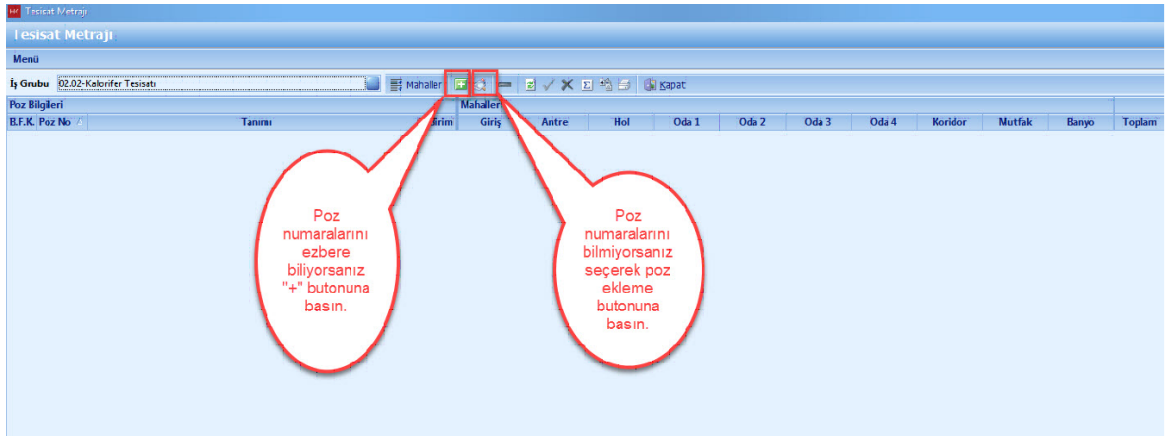 Tesisat Metrajı
Tesisat Metrajı
Menü
İş Grubu 02.02-Kalorifer Tesisatı Mahaller Kapat
Poz Bilgileri Mahaller
B.F.K. Poz No Tanımı Birim Giriş Antre Hol Oda 1 Oda 2 Oda 3 Oda 4 Koridor Mutfak Banyo Toplam
Poz
numaralarını
ezbere
biliyorsanız
"+" butonuna
basın.
Poz
numaralarını
bilmiyorsanız
seçerek poz
ekleme
butonuna
basın.